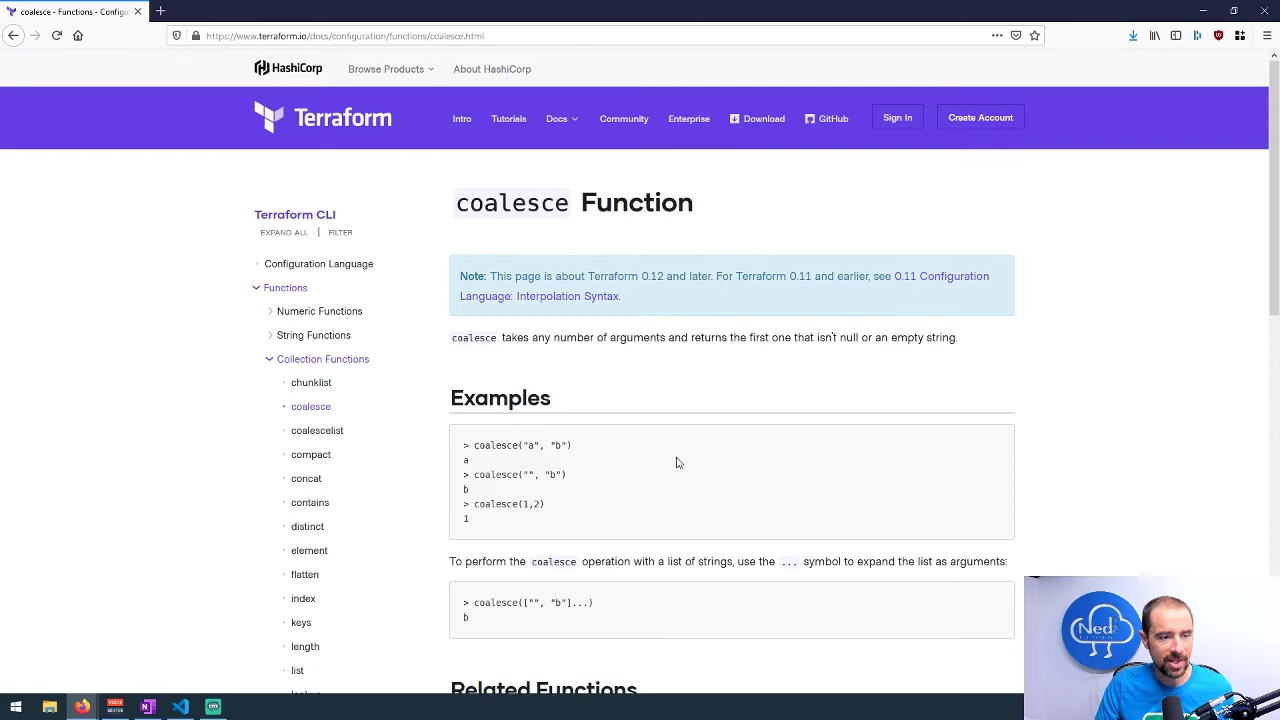 coalesce - Functions - Configu
https://www.terraform.io/docs/configuration/functions/coalesce.html
HashiCorp
Browse Products
About HashiCorp
Terraform
Intro
Tutorials
Docs
Community
Enterprise
Download
GitHub
Sign In
Create Account
Terraform CLI
EXPAND ALL | FILTER
Configuration Language
Functions
Numeric Functions
String Functions
Collection Functions
chunklist
coalesce
coalescelist
compact
concat
contains
distinct
element
flatten
index
keys
length
list
coalesce Function
Note: This page is about Terraform 0.12 and later. For Terraform 0.11 and earlier, see 0.11 Configuration
Language: Interpolation Syntax.
coalesce takes any number of arguments and returns the first one that isn't null or an empty string.
Examples
> coalesce("a", "b")
a
> coalesce("", "b")
b
> coalesce(1,2)
1
To perform the coalesce operation with a list of strings, use the ... symbol to expand the list as arguments:
> coalesce(["", "b"]...)
b
Related Functions
Ned